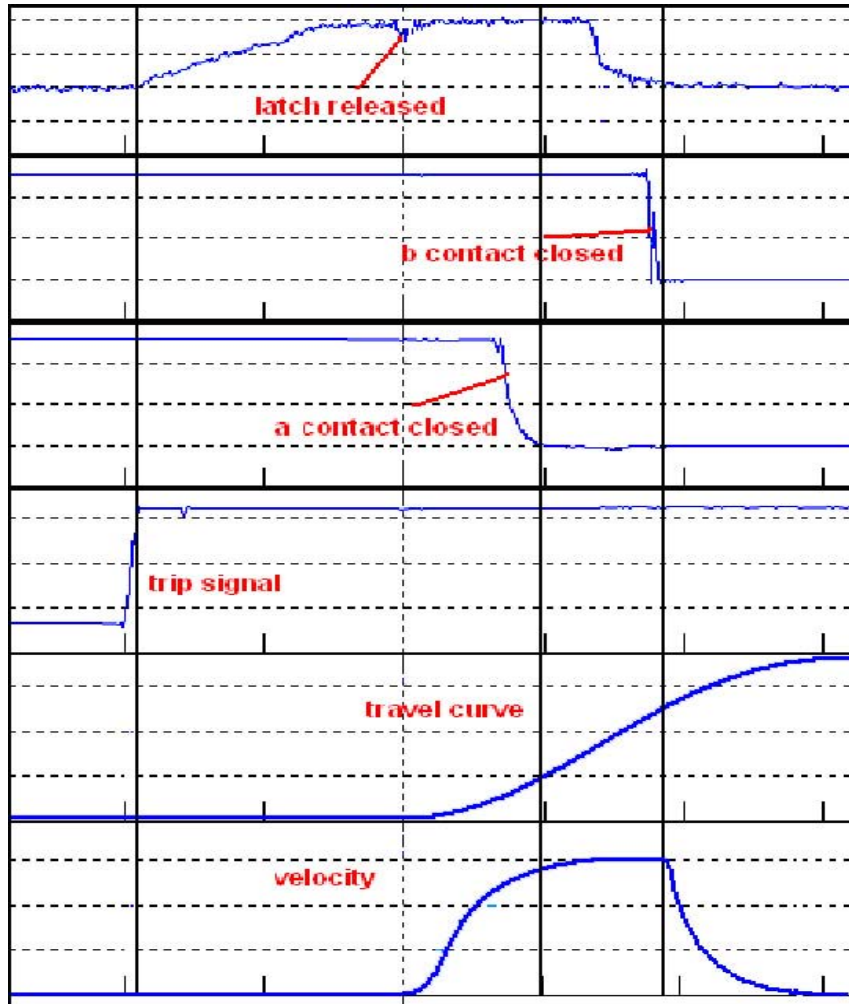 latch released
b contact closed
a contact closed
trip signal
travel curve
velocity